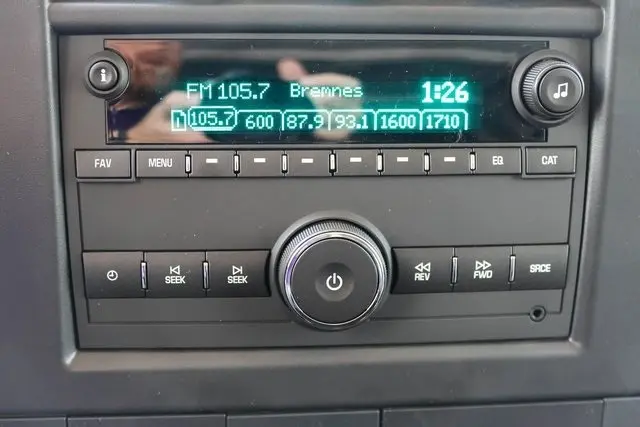 FM 105.7 Bremnes 1:26
1 105.7 600 87.9 93.1 1600 1710
FAV MENU EQ CAT
SEEK SEEK REV FWD SRCE